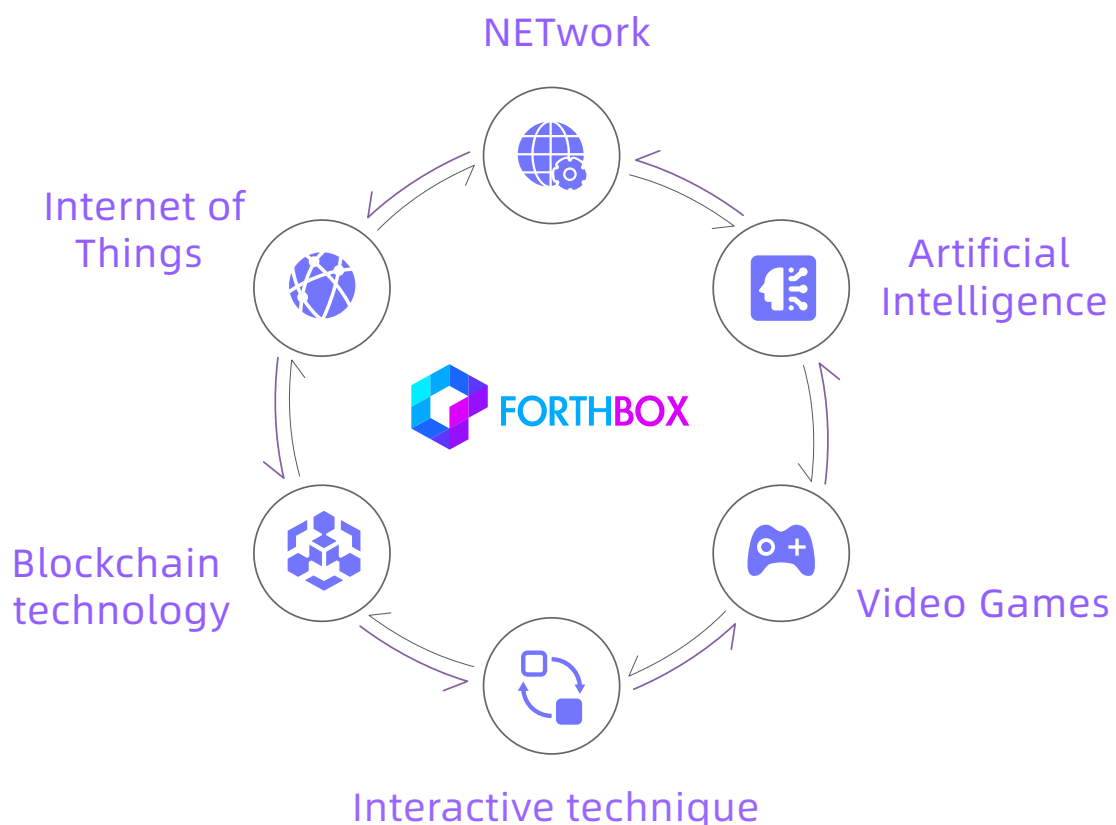 NETwork
Internet of
Things
Artificial
Intelligence
FORTHBOX
Blockchain
technology
Video Games
Interactive technique